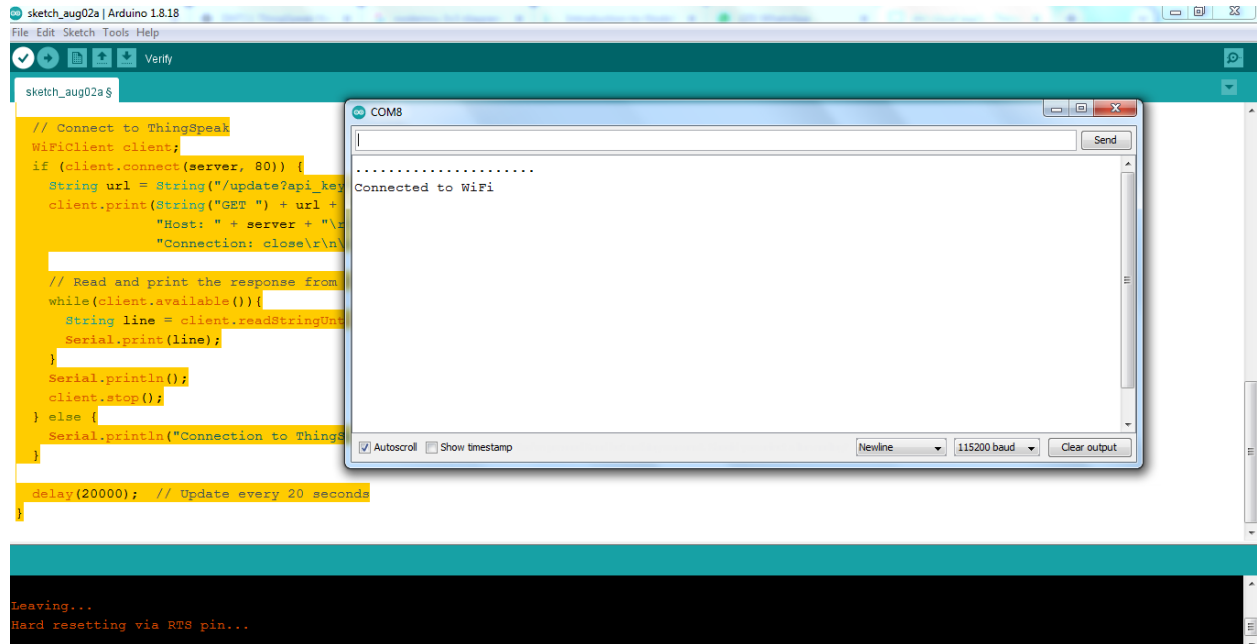 sketch_aug02a | Arduino 1.8.18
File Edit Sketch Tools Help
Verify
sketch_aug02a §
// Connect to ThingSpeak
WiFiClient client;
if (client.connect(server, 80)) {
String url = String("/update?api_key
client.print(String("GET ") + url +
"Host: " + server + "\r
"Connection: close\r\n\
// Read and print the response from
while(client.available()){
String line = client.readStringUnt
Serial.print(line);
}
Serial.println();
client.stop();
} else {
Serial.println("Connection to ThingS
}
delay(20000);  // Update every 20 seconds
}
COM8
Send
......................
Connected to WiFi
Autoscroll Show timestamp Newline 115200 baud Clear output
Leaving...
Hard resetting via RTS pin...